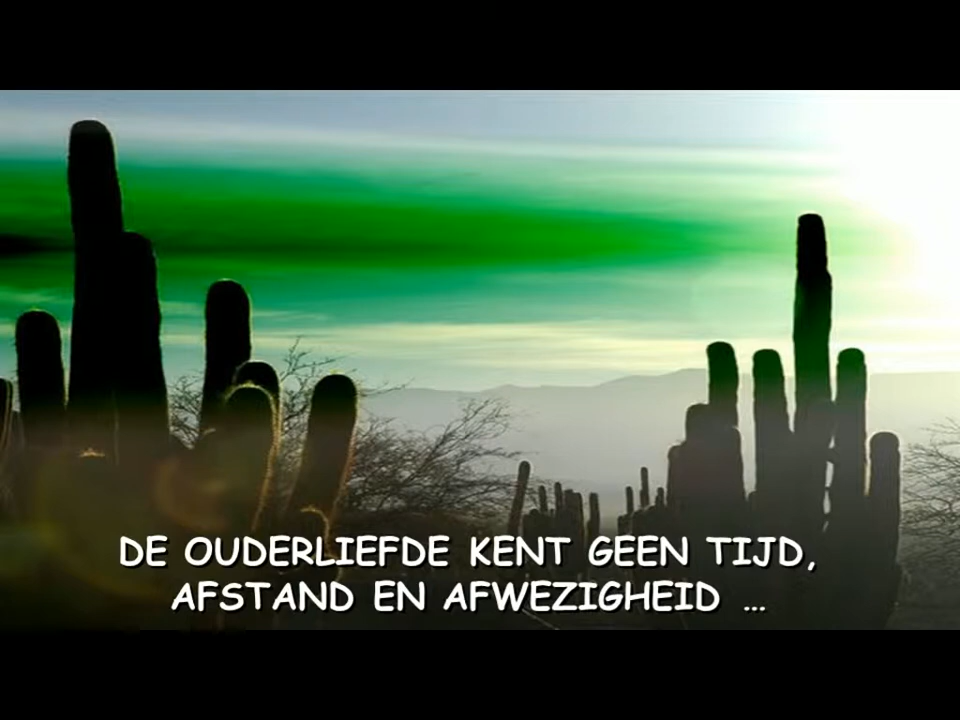 DE OUDERLIEFDE KENT GEEN TIJD,
AFSTAND EN AFWEZIGHEID ...